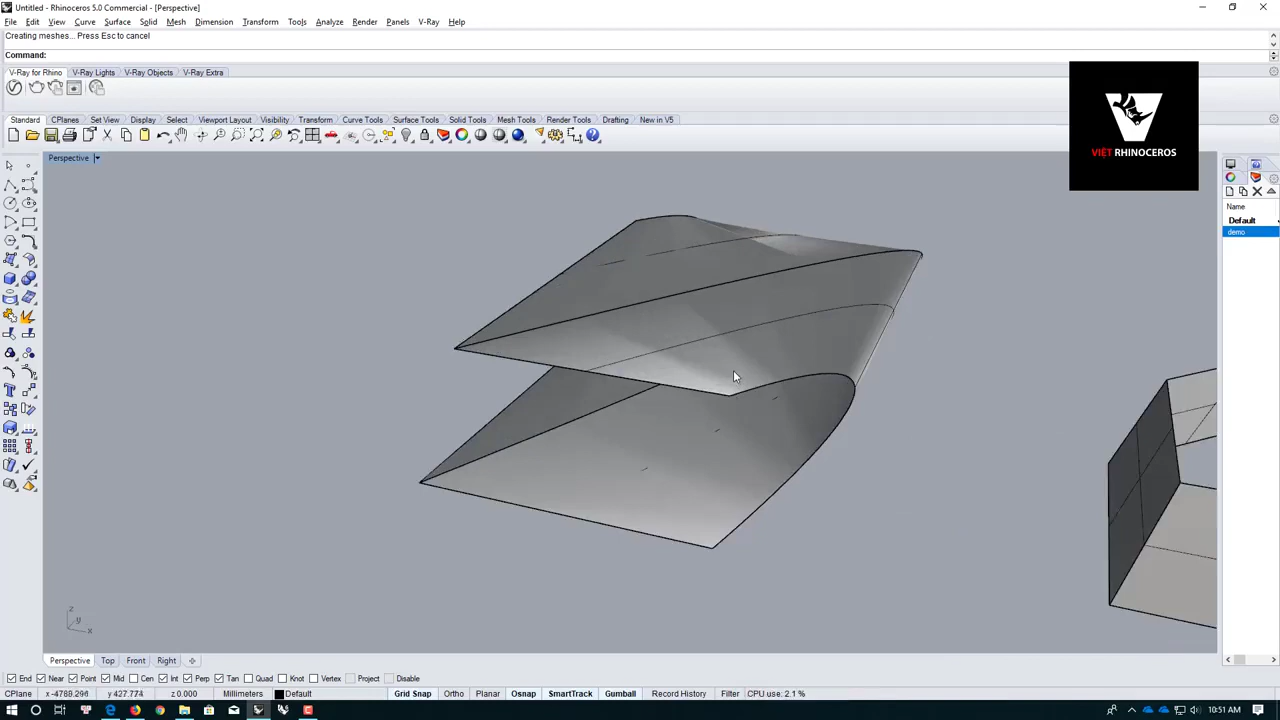 Untitled - Rhinoceros 5.0 Commercial - [Perspective]
File Edit View Curve Surface Solid Mesh Dimension Transform Tools Analyze Render Panels V-Ray Help
Creating meshes... Press Esc to cancel
Command:
V-Ray for Rhino V-Ray Lights V-Ray Objects V-Ray Extra
VIỆT RHINOCEROS
Standard CPlanes Set View Display Select Viewport Layout Visibility Transform Curve Tools Surface Tools Solid Tools Mesh Tools Render Tools Drafting New in V5
Perspective
Name
Default
demo
z
y
x
Perspective Top Front Right
End Near Point Mid Cen Int Perp Tan Quad Knot Vertex Project Disable
CPlane x -4788.296 y 427.774 z 0.000 Millimeters Default Grid Snap Ortho Planar Osnap SmartTrack Gumball Record History Filter CPU use: 2.1 %
10:51 AM